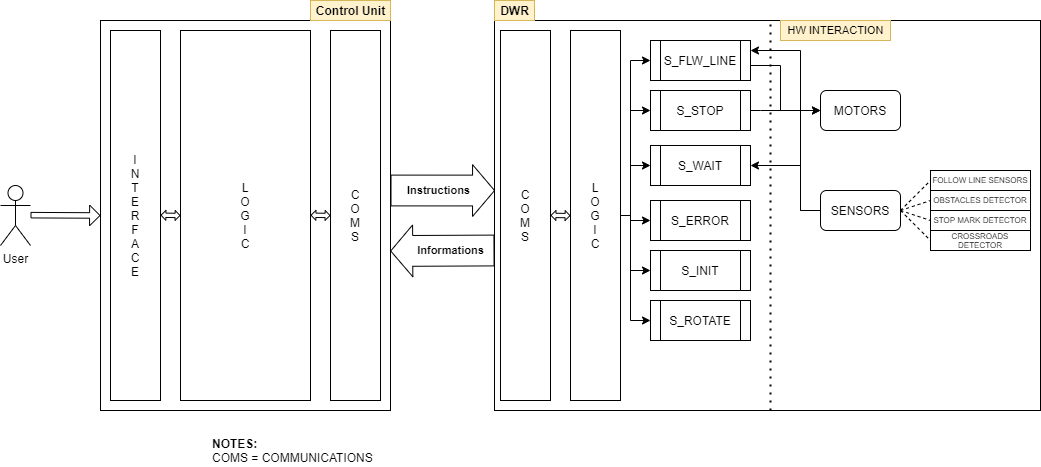 Control Unit
DWR
HW INTERACTION
S_FLW_LINE
S_STOP
MOTORS
S_WAIT
INTERFACE
LOGIC
COMS
Instructions
Informations
COMS
LOGIC
SENSORS
FOLLOW LINE SENSORS
OBSTACLES DETECTOR
STOP MARK DETECTOR
CROSSROADS
DETECTOR
S_ERROR
S_INIT
S_ROTATE
User
NOTES:
COMS = COMMUNICATIONS